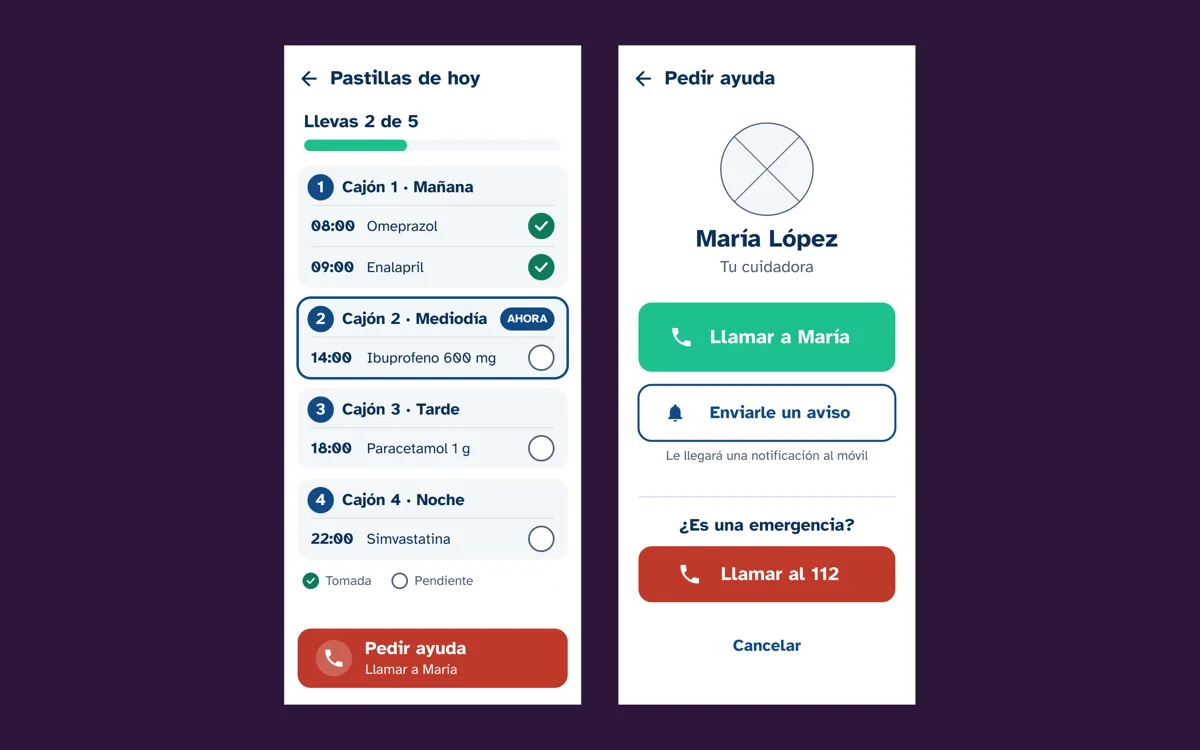 Pastillas de hoy
Llevas 2 de 5
1 Cajón 1 · Mañana
08:00 Omeprazol
09:00 Enalapril
2 Cajón 2 · Mediodía AHORA
14:00 Ibuprofeno 600 mg
3 Cajón 3 · Tarde
18:00 Paracetamol 1 g
4 Cajón 4 · Noche
22:00 Simvastatina
Tomada Pendiente
Pedir ayuda
Llamar a María
Pedir ayuda
María López
Tu cuidadora
Llamar a María
Enviarle un aviso
Le llegará una notificación al móvil
¿Es una emergencia?
Llamar al 112
Cancelar